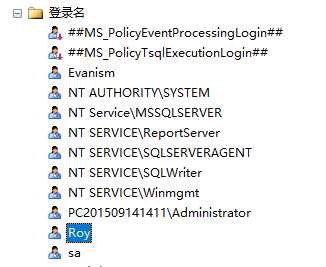 登录名
##MS_PolicyEventProcessingLogin##
##MS_PolicyTsqlExecutionLogin##
Evanism
NT AUTHORITY\SYSTEM
NT Service\MSSQLSERVER
NT SERVICE\ReportServer
NT SERVICE\SQLSERVERAGENT
NT SERVICE\SQLWriter
NT SERVICE\Winmgmt
PC201509141411\Administrator
Roy
sa